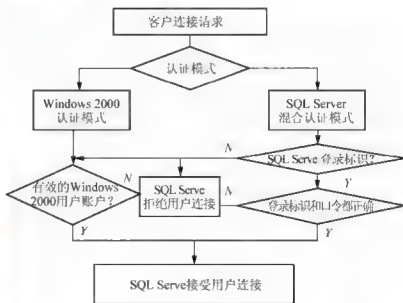 客户连接请求
认证模式
Windows 2000
认证模式
SQL Server
混合认证模式
N
SQL Serve 登录标识?
Y
有效的Windows
2000用户账户?
N
SQL Serve
拒绝用户连接
N
登录标识和口令都正确
Y
Y
SQL Serve接受用户连接